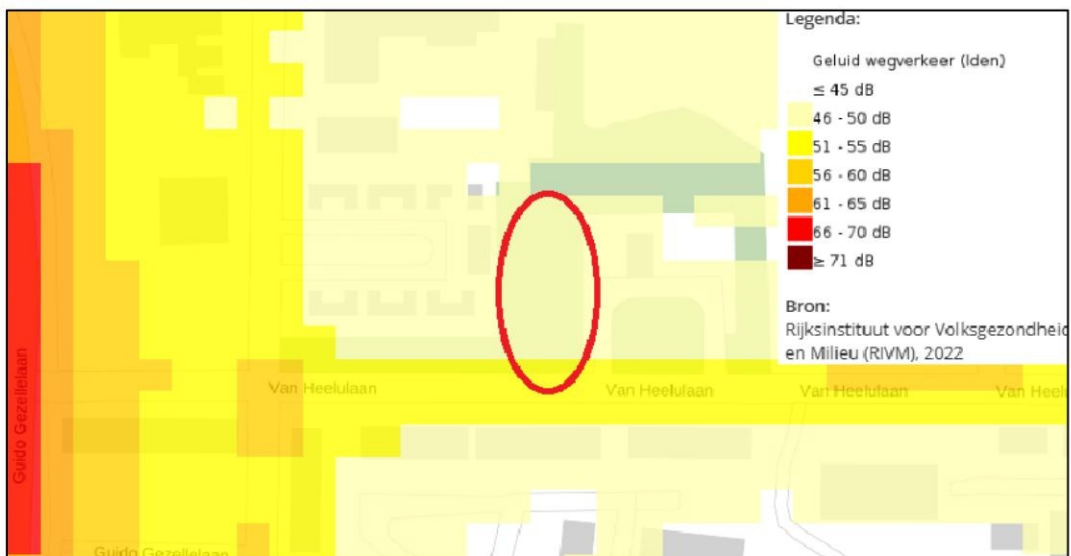 Legenda:
Geluid wegverkeer (lden)
≤ 45 dB
46 - 50 dB
51 - 55 dB
56 - 60 dB
61 - 65 dB
66 - 70 dB
≥ 71 dB
Bron:
Rijksinstituut voor Volksgezondheid
en Milieu (RIVM), 2022
Guido Gezellelaan
Van Heelulaan
Van Heelulaan
Van Heelulaan
Van Heelu
Guido Gezellelaan